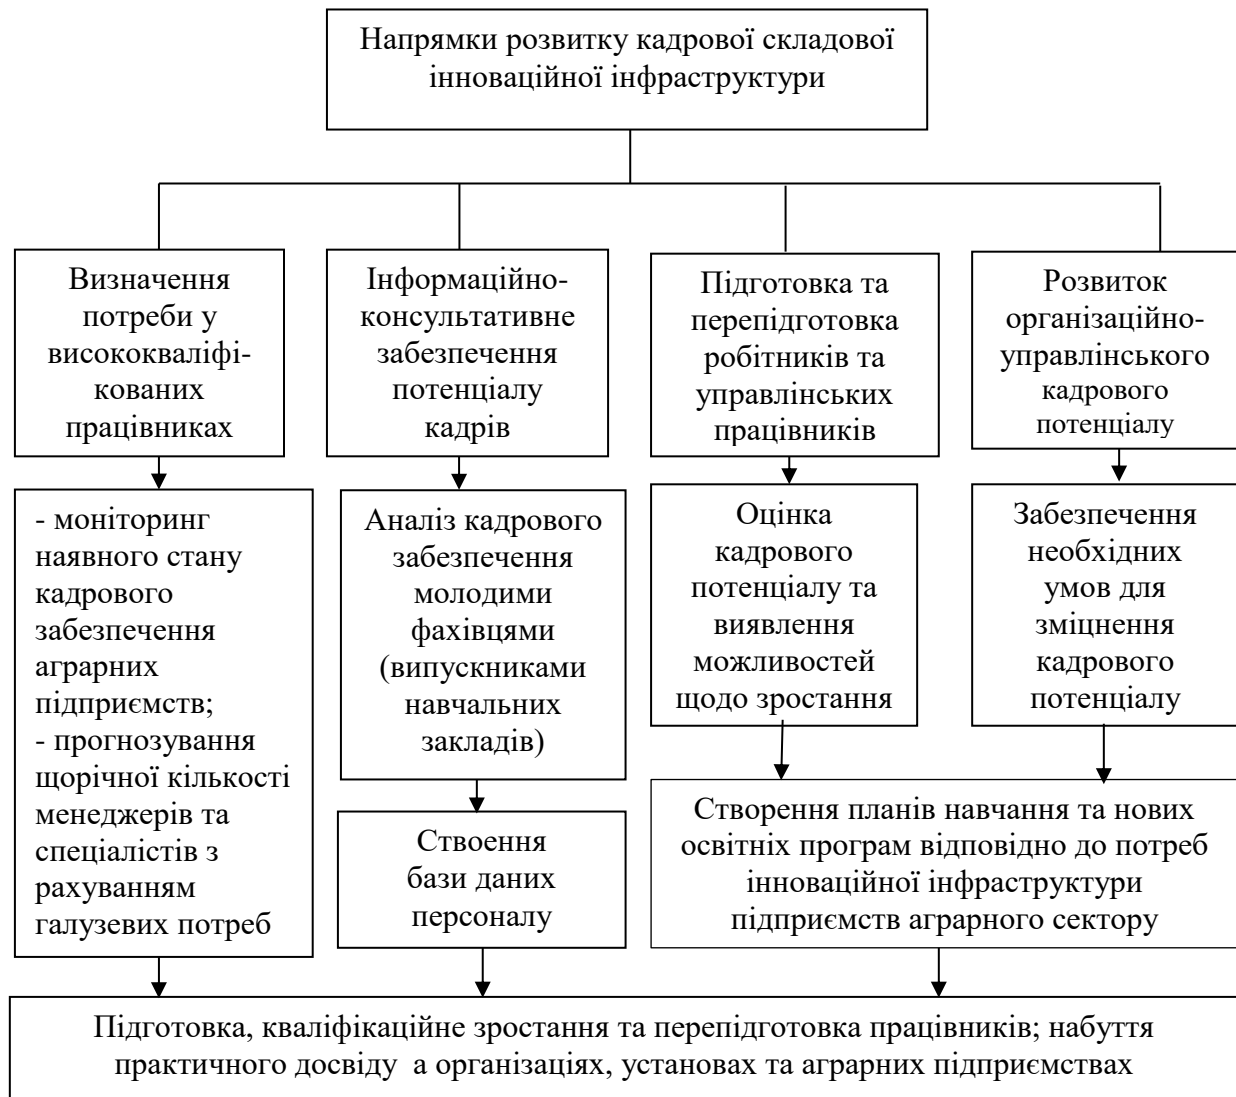 Напрямки розвитку кадрової складової
інноваційної інфраструктури
Визначення
потреби у
висококваліфі-
кованих
працівниках
Інформаційно-
консультативне
забезпечення
потенціалу
кадрів
Підготовка та
перепідготовка
робітників та
управлінських
працівників
Розвиток
організаційно-
управлінського
кадрового
потенціалу
- моніторинг
наявного стану
кадрового
забезпечення
аграрних
підприємств;
- прогнозування
щорічної кількості
менеджерів та
спеціалістів з
рахуванням
галузевих потреб
Аналіз кадрового
забезпечення
молодими
фахівцями
(випускниками
навчальних
закладів)
Оцінка
кадрового
потенціалу та
виявлення
можливостей
щодо зростання
Забезпечення
необхідних
умов для
зміцнення
кадрового
потенціалу
Ствоення
бази даних
персоналу
Створення планів навчання та нових
освітніх програм відповідно до потреб
інноваційної інфраструктури
підприємств аграрного сектору
Підготовка, кваліфікаційне зростання та перепідготовка працівників; набуття
практичного досвіду а організаціях, установах та аграрних підприємствах